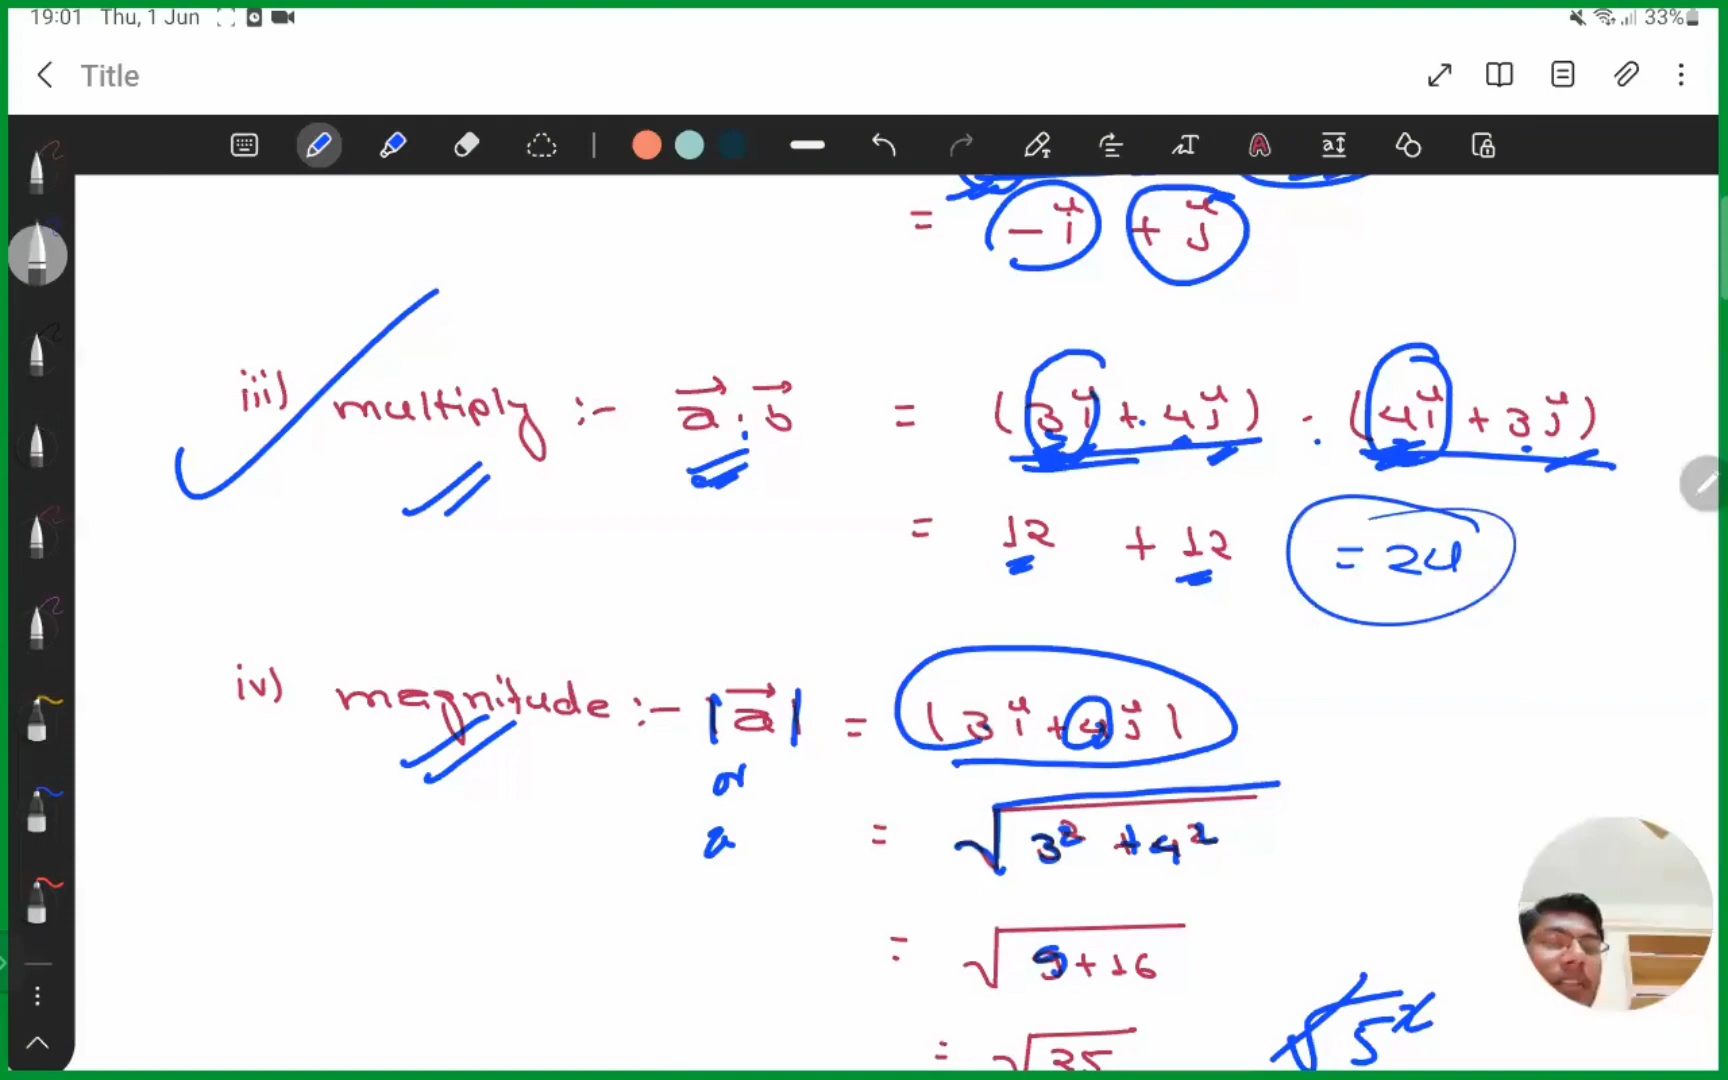 19:01 Thu, 1 Jun 33%
Title
= -î + ĵ
iii) multiply :- a⃗ . b⃗ = (3î + 4ĵ) . (4î + 3ĵ)
= 12 + 12 = 24
iv) magnitude :- |a⃗| = |3î + 4ĵ|
or
a = √3² + 4²
= √9 + 16
= √25 √5²